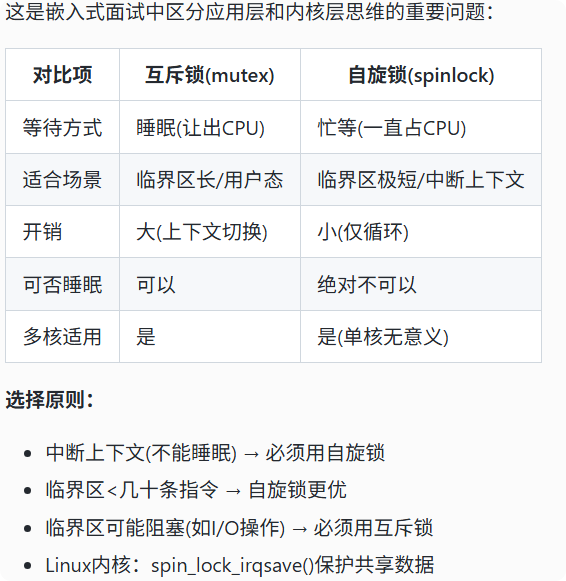 这是嵌入式面试中区分应用层和内核层思维的重要问题：
对比项 互斥锁(mutex) 自旋锁(spinlock)
等待方式 睡眠(让出CPU) 忙等(一直占CPU)
适合场景 临界区长/用户态 临界区极短/中断上下文
开销 大(上下文切换) 小(仅循环)
可否睡眠 可以 绝对不可以
多核适用 是 是(单核无意义)
选择原则：
• 中断上下文(不能睡眠) → 必须用自旋锁
• 临界区<几十条指令 → 自旋锁更优
• 临界区可能阻塞(如I/O操作) → 必须用互斥锁
• Linux内核：spin_lock_irqsave()保护共享数据